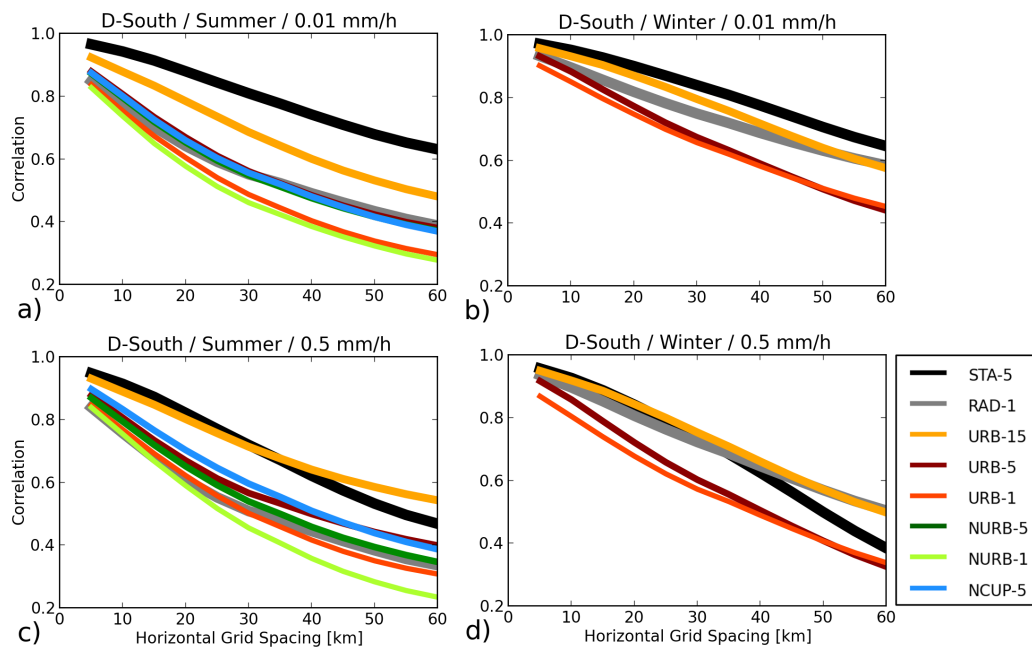 D-South / Summer / 0.01 mm/h
1.0
0.8
0.6
0.4
0.2
Correlation
0 10 20 30 40 50 60
a)
D-South / Winter / 0.01 mm/h
1.0
0.8
0.6
0.4
0.2
0 10 20 30 40 50 60
b)
D-South / Summer / 0.5 mm/h
1.0
0.8
0.6
0.4
0.2
Correlation
0 10 20 30 40 50 60
Horizontal Grid Spacing [km]
c)
D-South / Winter / 0.5 mm/h
1.0
0.8
0.6
0.4
0.2
0 10 20 30 40 50 60
Horizontal Grid Spacing [km]
d)
STA-5
RAD-1
URB-15
URB-5
URB-1
NURB-5
NURB-1
NCUP-5